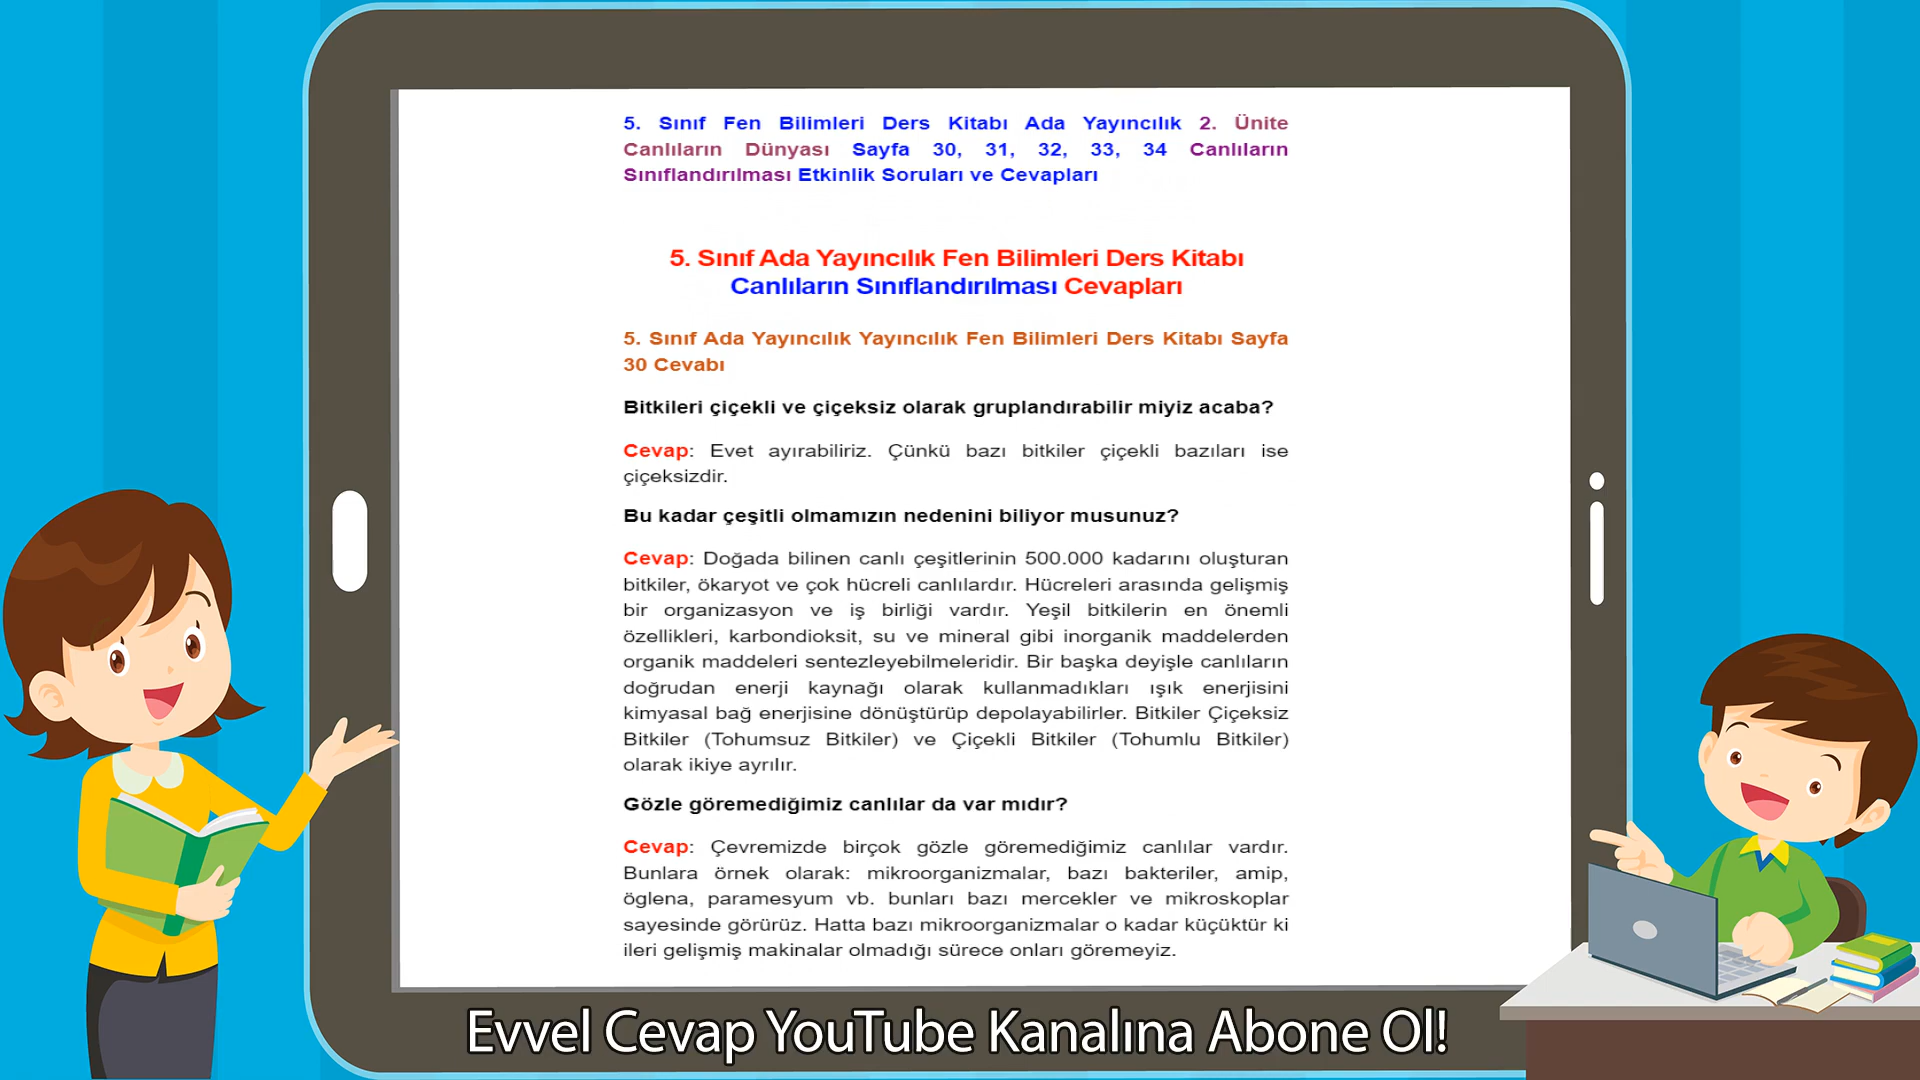 5. Sınıf Fen Bilimleri Ders Kitabı Ada Yayıncılık 2. Ünite
Canlıların Dünyası Sayfa 30, 31, 32, 33, 34 Canlıların
Sınıflandırılması Etkinlik Soruları ve Cevapları
5. Sınıf Ada Yayıncılık Fen Bilimleri Ders Kitabı
Canlıların Sınıflandırılması Cevapları
5. Sınıf Ada Yayıncılık Yayıncılık Fen Bilimleri Ders Kitabı Sayfa
30 Cevabı
Bitkileri çiçekli ve çiçeksiz olarak gruplandırabilir miyiz acaba?
Cevap: Evet ayırabiliriz. Çünkü bazı bitkiler çiçekli bazıları ise
çiçeksizdir.
Bu kadar çeşitli olmamızın nedenini biliyor musunuz?
Cevap: Doğada bilinen canlı çeşitlerinin 500.000 kadarını oluşturan
bitkiler, ökaryot ve çok hücreli canlılardır. Hücreleri arasında gelişmiş
bir organizasyon ve iş birliği vardır. Yeşil bitkilerin en önemli
özellikleri, karbondioksit, su ve mineral gibi inorganik maddelerden
organik maddeleri sentezleyebilmeleridir. Bir başka deyişle canlıların
doğrudan enerji kaynağı olarak kullanmadıkları ışık enerjisini
kimyasal bağ enerjisine dönüştürüp depolayabilirler. Bitkiler Çiçeksiz
Bitkiler (Tohumsuz Bitkiler) ve Çiçekli Bitkiler (Tohumlu Bitkiler)
olarak ikiye ayrılır.
Gözle göremediğimiz canlılar da var mıdır?
Cevap: Çevremizde birçok gözle göremediğimiz canlılar vardır.
Bunlara örnek olarak: mikroorganizmalar, bazı bakteriler, amip,
öglena, paramesyum vb. bunları bazı mercekler ve mikroskoplar
sayesinde görürüz. Hatta bazı mikroorganizmalar o kadar küçüktür ki
ileri gelişmiş makinalar olmadığı sürece onları göremeyiz.
Evvel Cevap YouTube Kanalına Abone Ol!